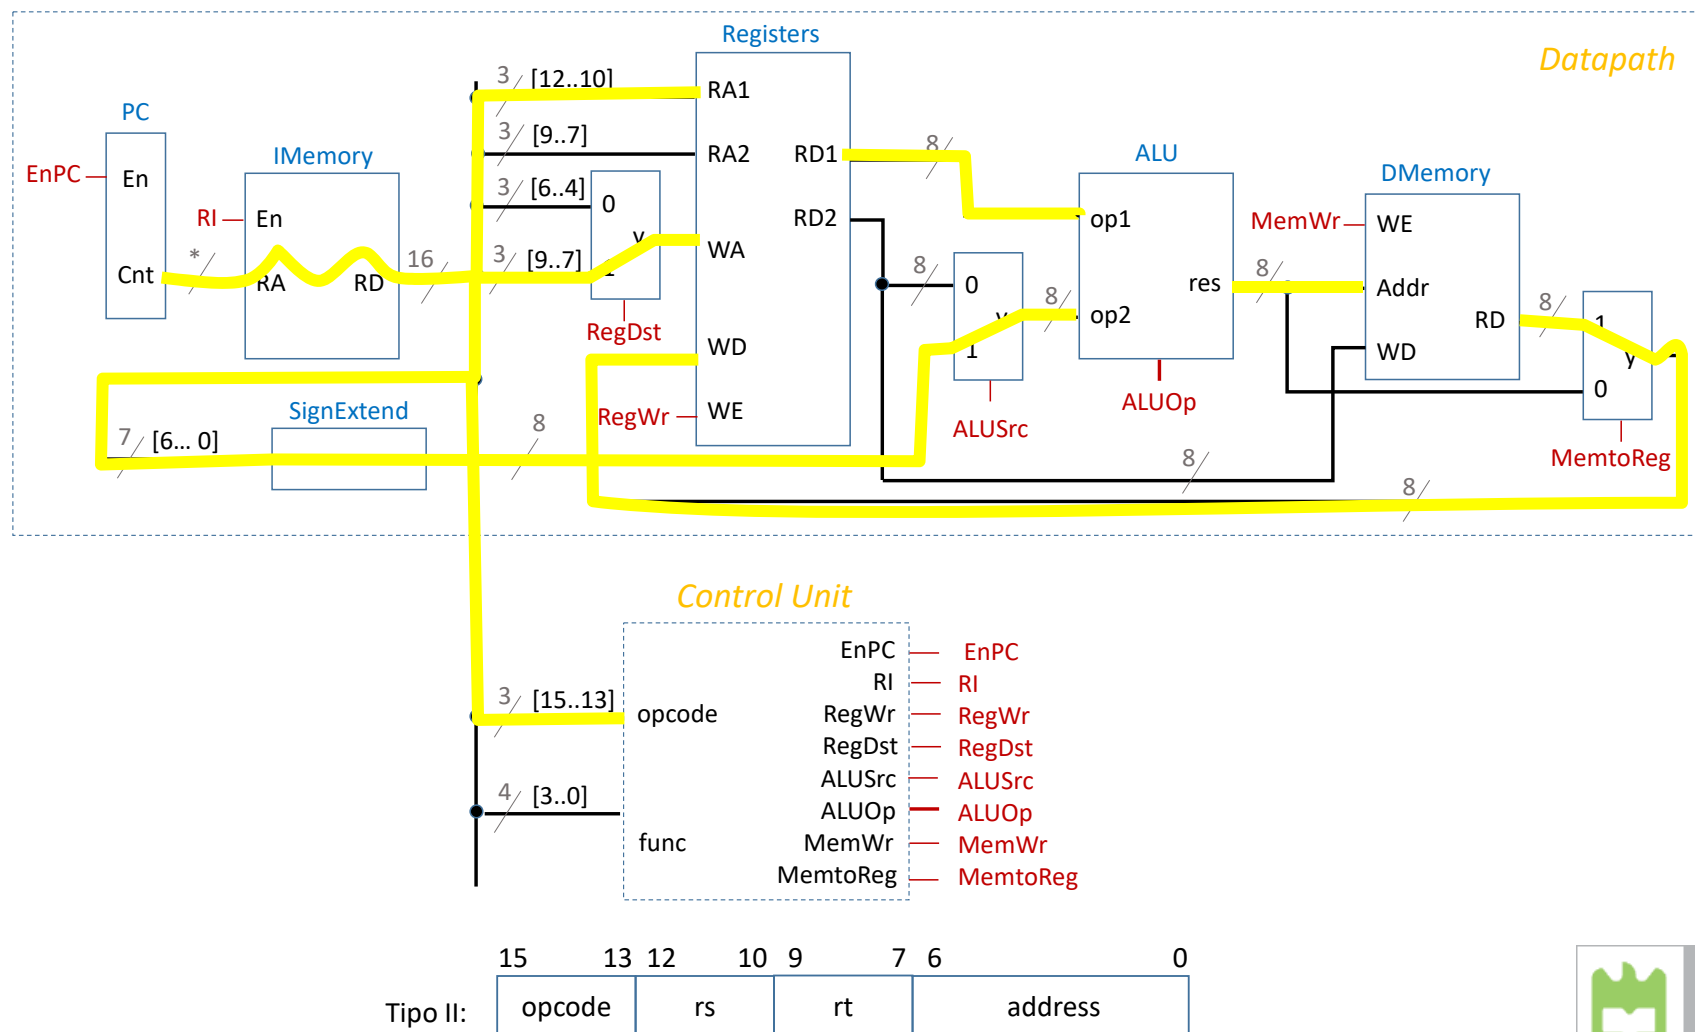 Datapath
Registers
PC
En
Cnt
EnPC
IMemory
En
RA
RD
RI
*
16
3 [12..10]
3 [9..7]
3 [6..4]
3 [9..7]
0
1
y
RegDst
RA1
RA2
WA
WD
WE
RD1
RD2
RegWr
SignExtend
7 [6... 0]
8
8
8
0
1
y
ALUSrc
8
ALU
op1
op2
res
ALUOp
8
DMemory
WE
Addr
WD
RD
MemWr
8
1
y
0
MemtoReg
8
8
Control Unit
3 [15..13]
opcode
4 [3..0]
func
EnPC EnPC
RI RI
RegWr RegWr
RegDst RegDst
ALUSrc ALUSrc
ALUOp ALUOp
MemWr MemWr
MemtoReg MemtoReg
15 13 12 10 9 7 6 0
Tipo II: opcode rs rt address